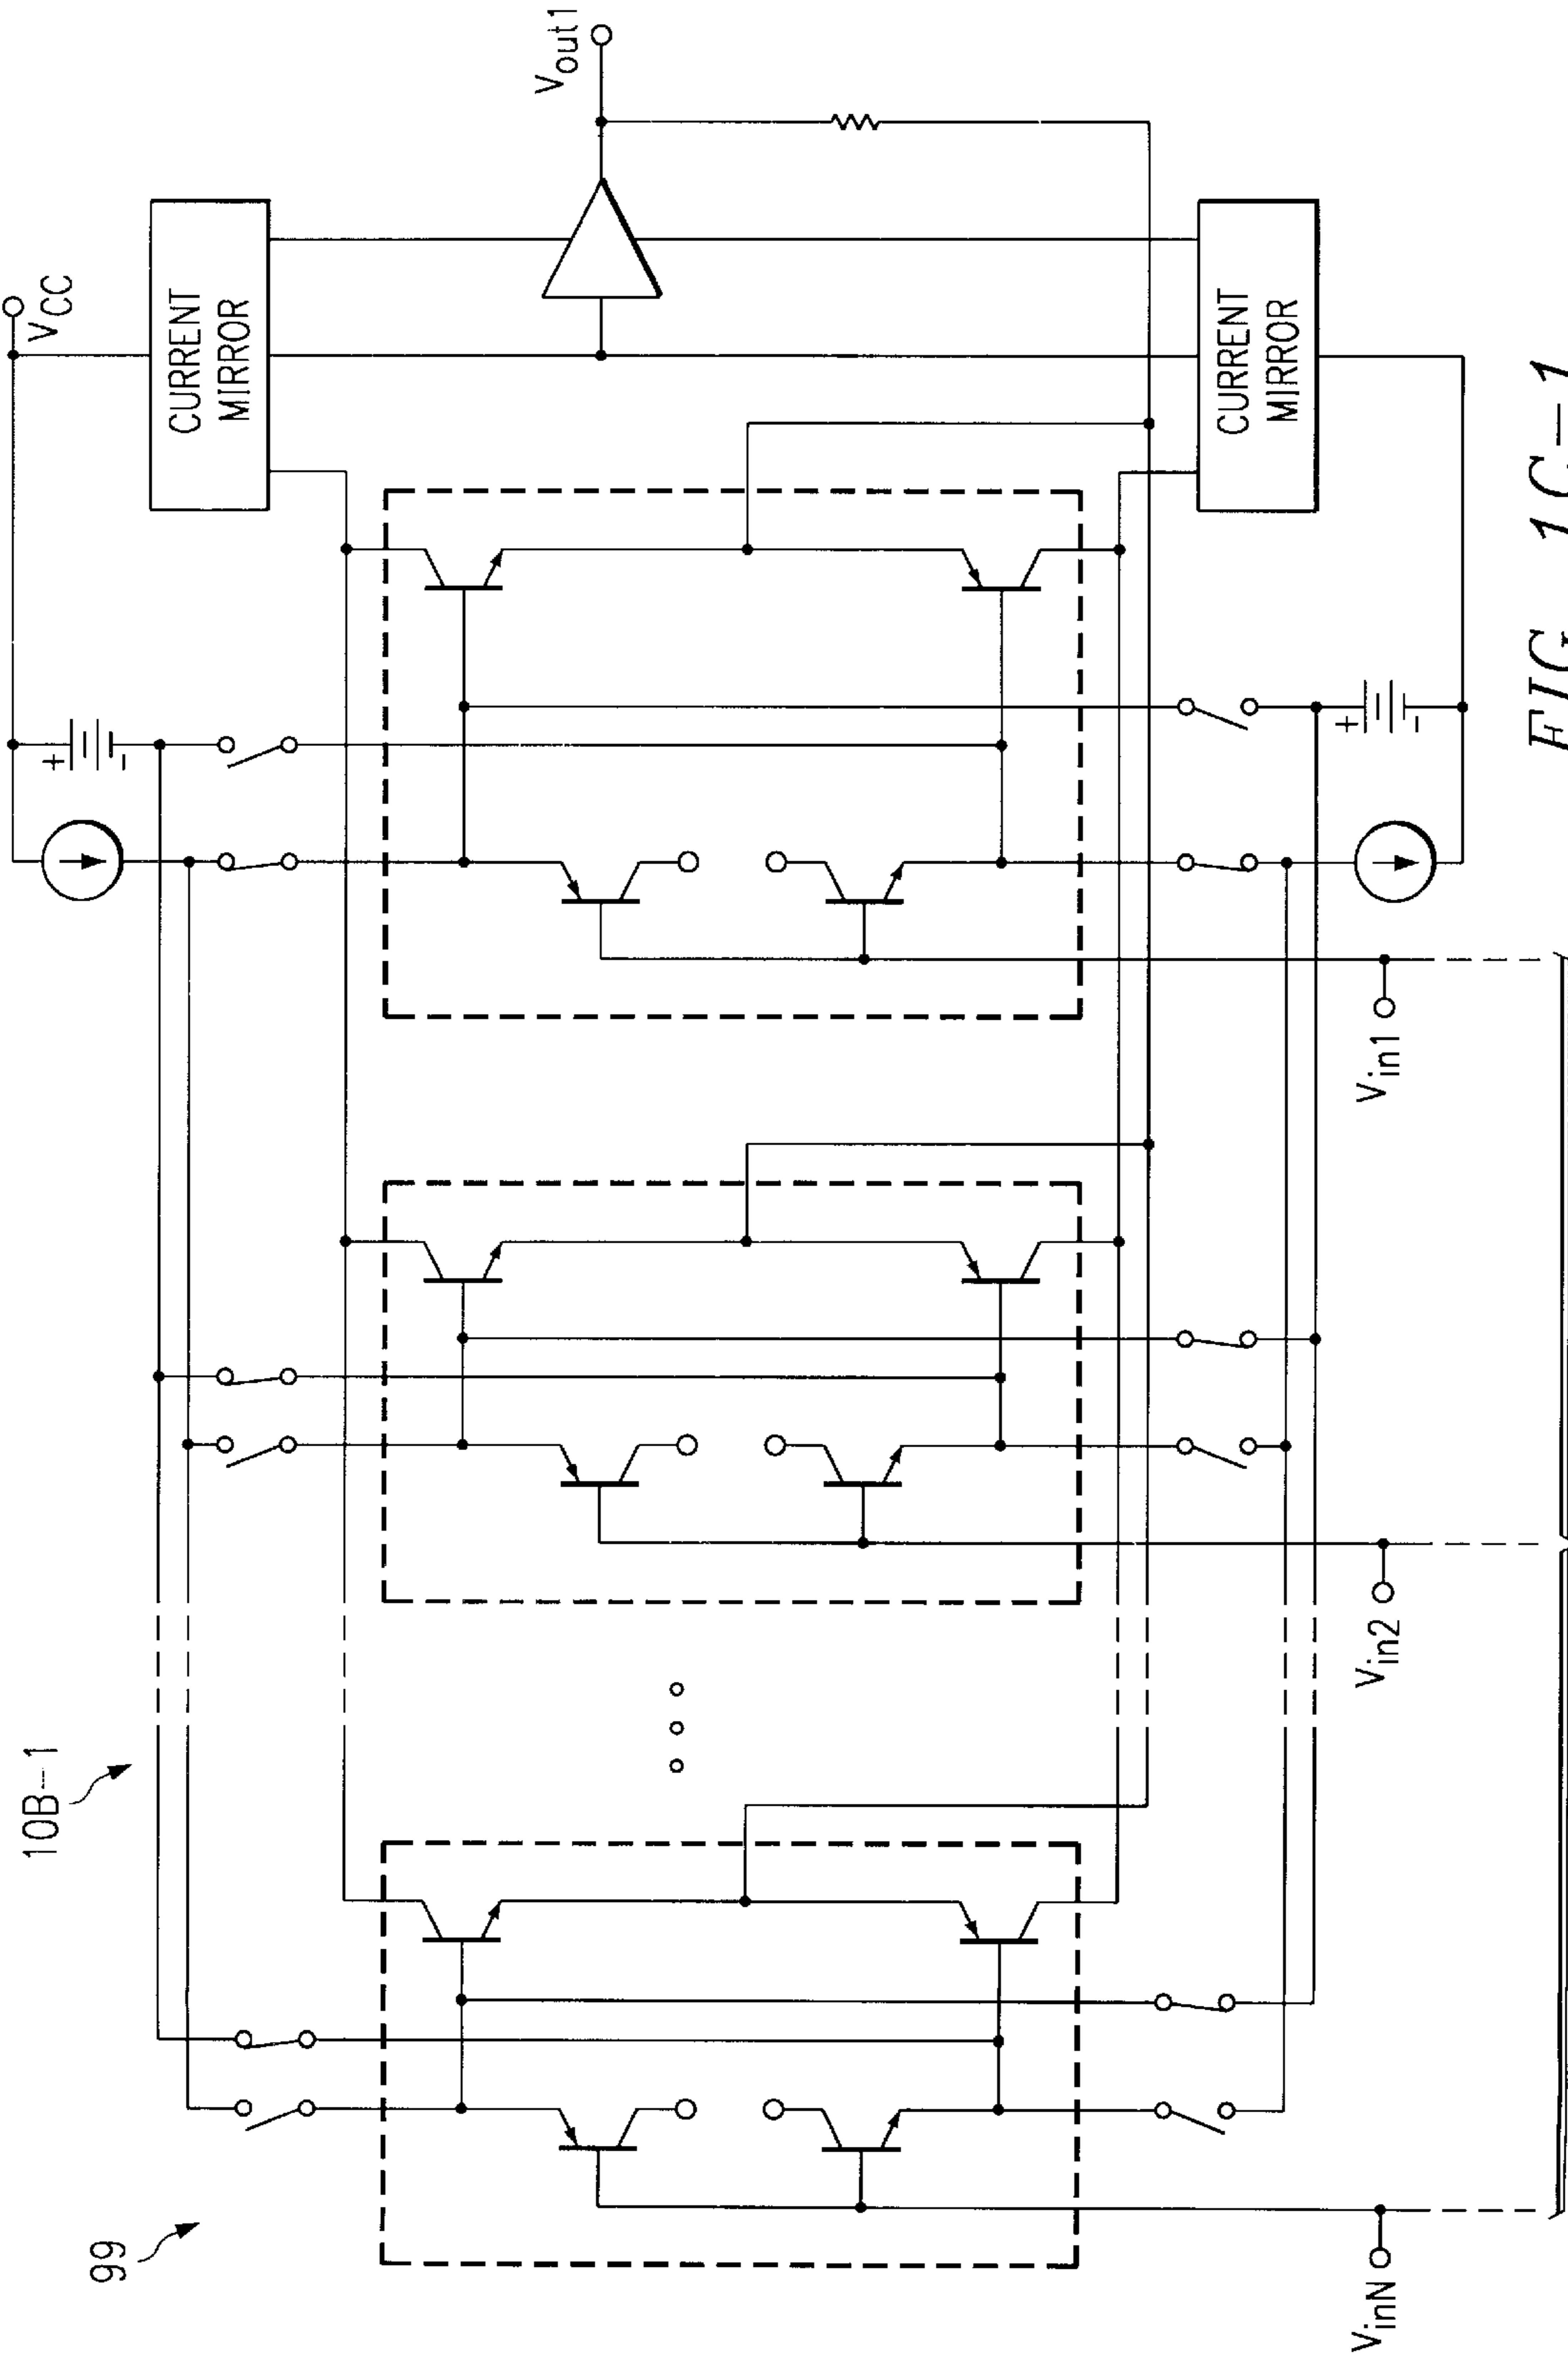 10B-1
99
VCC
Vout1
CURRENT
MIRROR
+
-
CURRENT
MIRROR
+
-
Vin1
Vin2
VinN
FIG. 1C-1